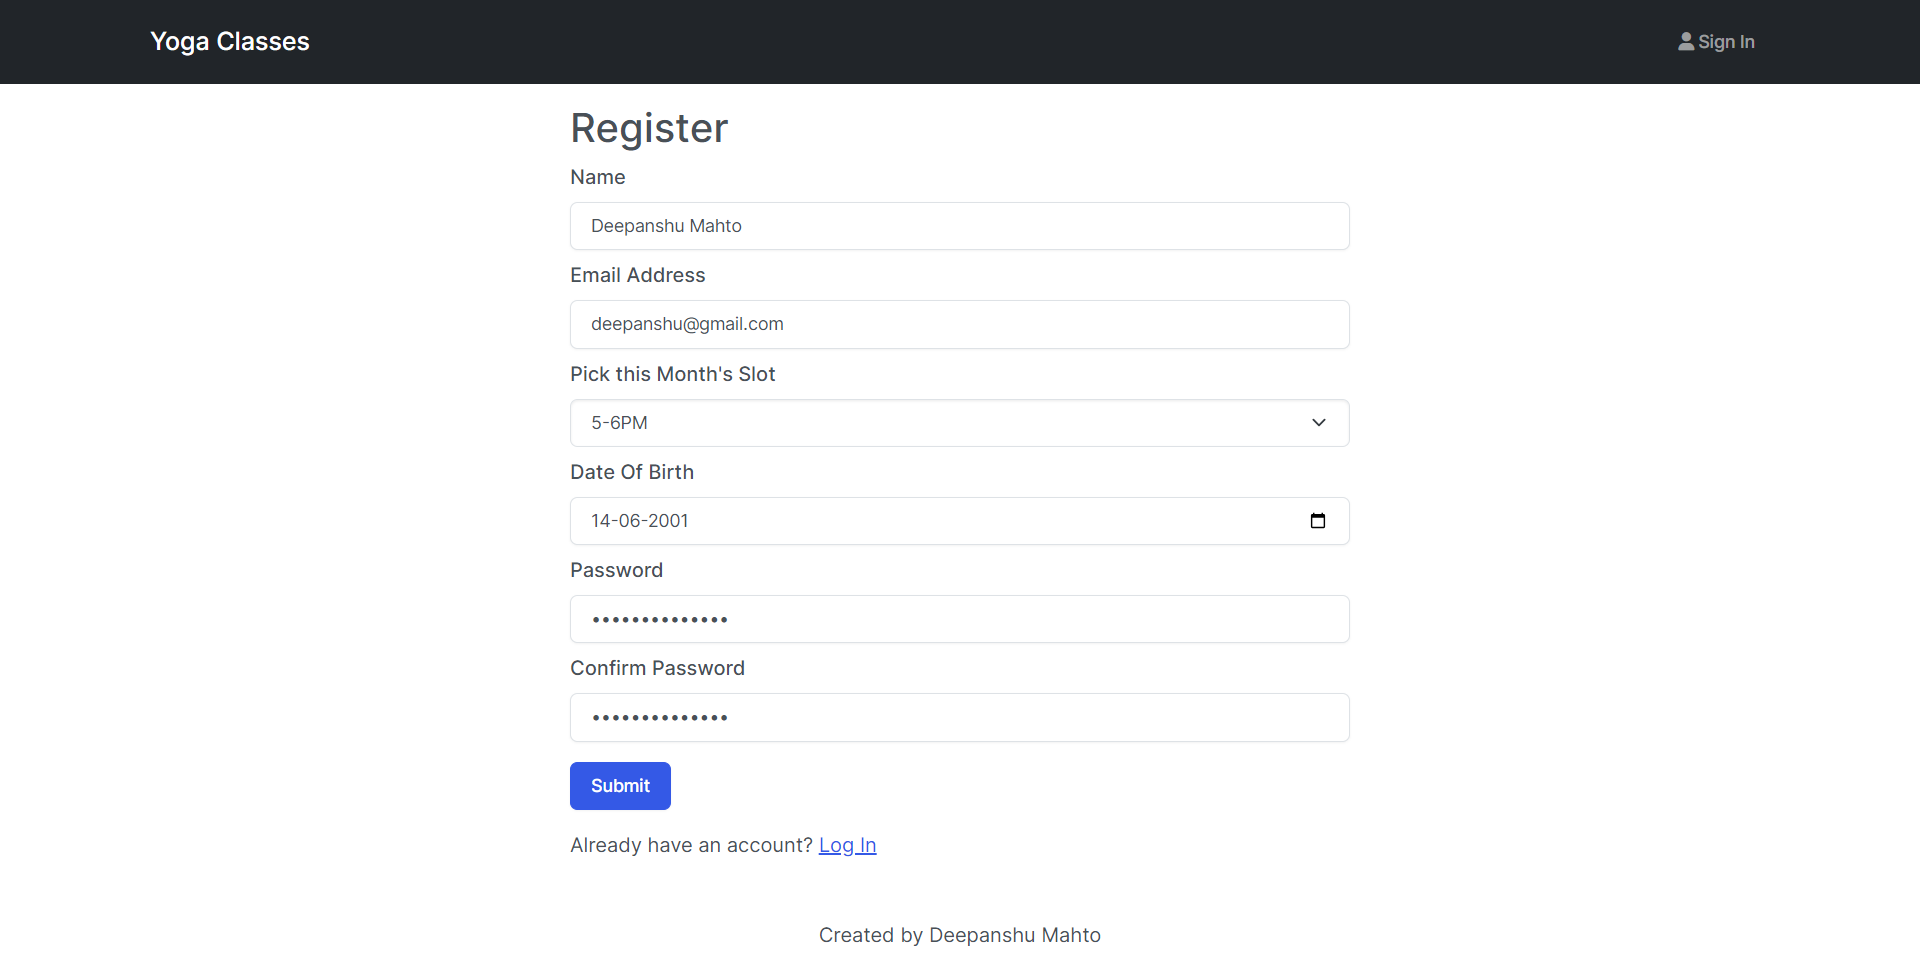 Yoga Classes
Sign In
Register
Name
Deepanshu Mahto
Email Address
deepanshu@gmail.com
Pick this Month's Slot
5-6PM
Date Of Birth
14-06-2001
Password
••••••••••••••
Confirm Password
••••••••••••••
Submit
Already have an account? Log In
Created by Deepanshu Mahto